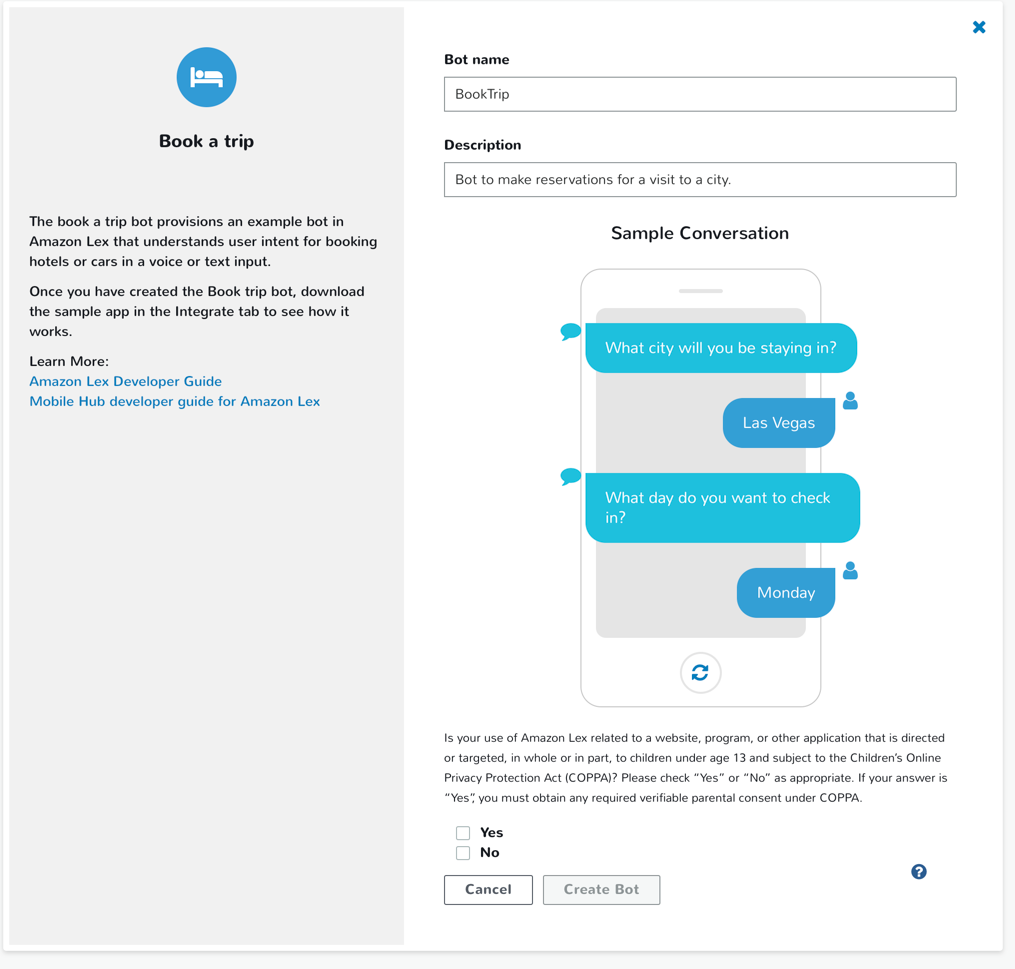 Book a trip
The book a trip bot provisions an example bot in
Amazon Lex that understands user intent for booking
hotels or cars in a voice or text input.
Once you have created the Book trip bot, download
the sample app in the Integrate tab to see how it
works.
Learn More:
Amazon Lex Developer Guide
Mobile Hub developer guide for Amazon Lex
Bot name
BookTrip
Description
Bot to make reservations for a visit to a city.
Sample Conversation
What city will you be staying in?
Las Vegas
What day do you want to check
in?
Monday
Is your use of Amazon Lex related to a website, program, or other application that is directed
or targeted, in whole or in part, to children under age 13 and subject to the Children's Online
Privacy Protection Act (COPPA)? Please check “Yes” or “No” as appropriate. If your answer is
“Yes”, you must obtain any required verifiable parental consent under COPPA.
Yes
No
Cancel
Create Bot